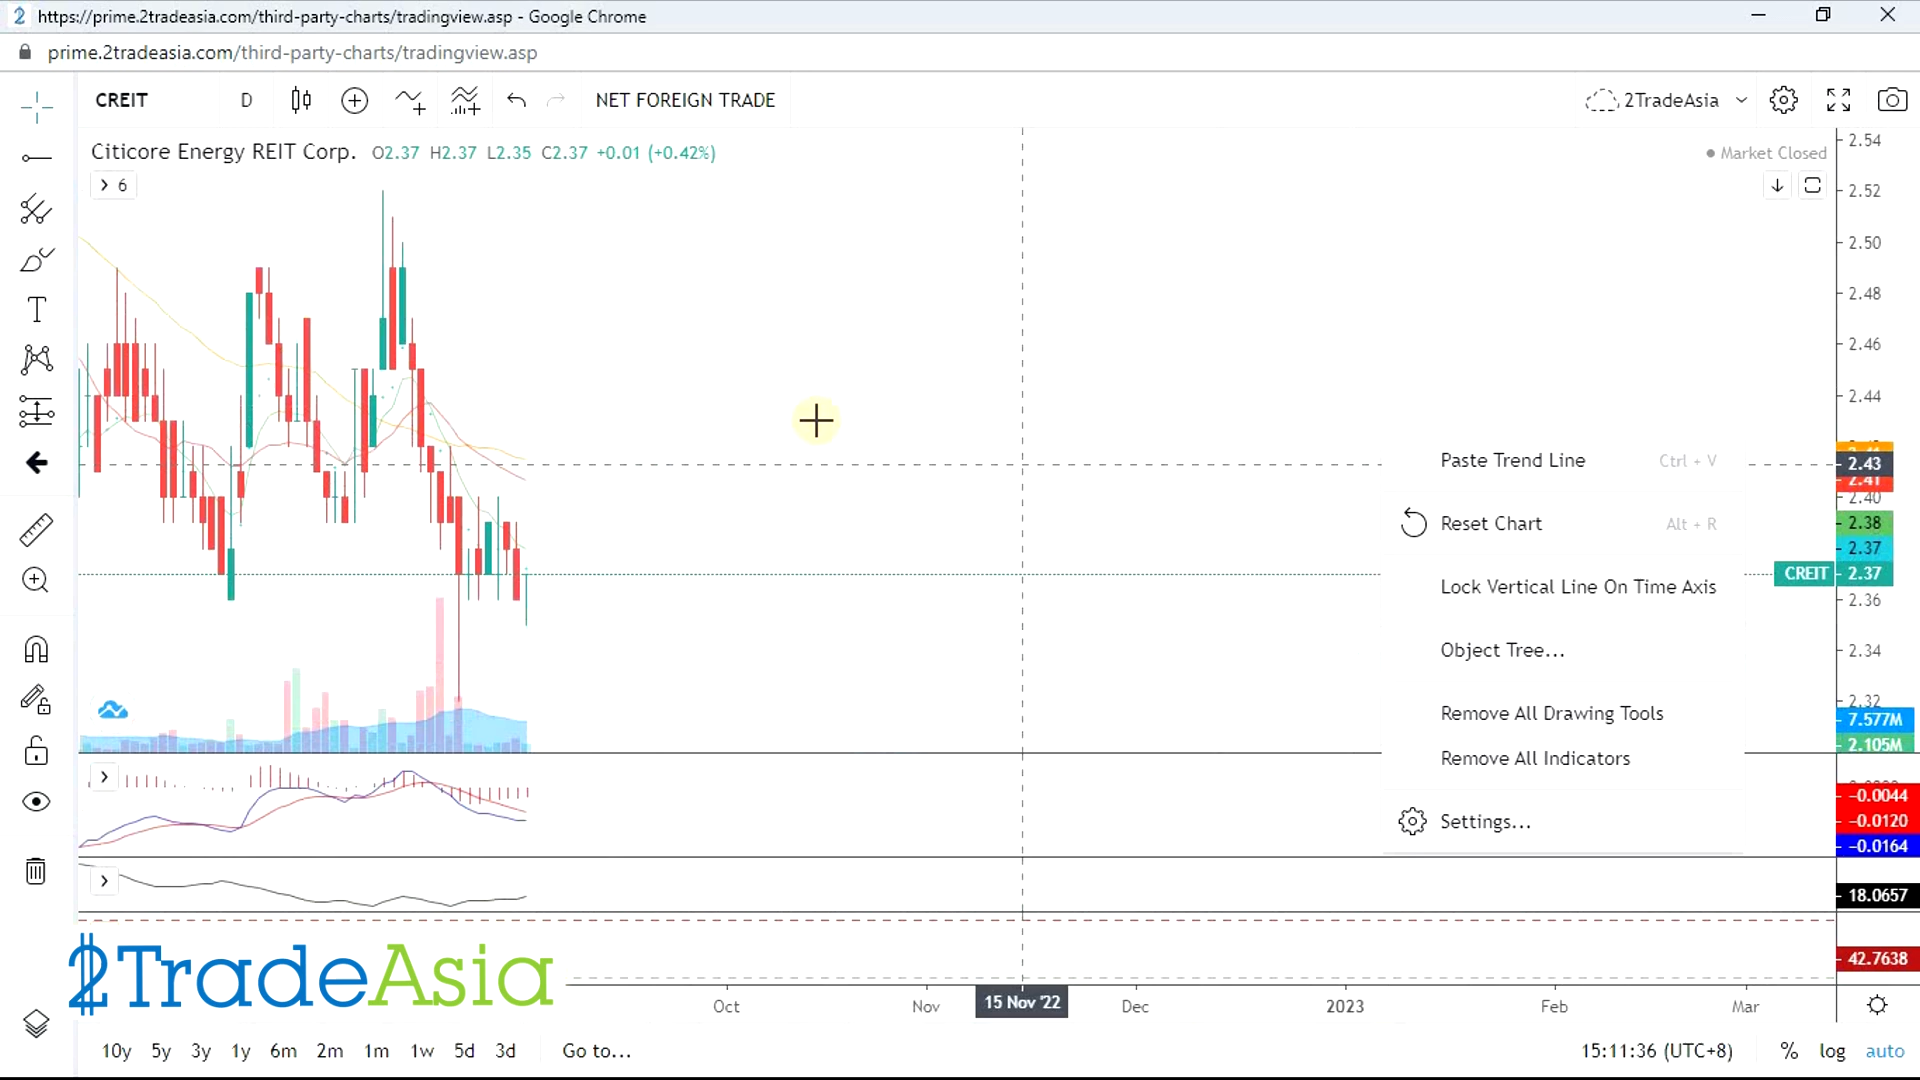 https://prime.2tradeasia.com/third-party-charts/tradingview.asp - Google Chrome
prime.2tradeasia.com/third-party-charts/tradingview.asp
CREIT D NET FOREIGN TRADE 2TradeAsia
Citicore Energy REIT Corp. O2.37 H2.37 L2.35 C2.37 +0.01 (+0.42%)
Market Closed
6
2.54
2.52
2.50
2.48
2.46
2.44
2.43
2.41
2.40
2.38
2.37
CREIT 2.37
2.36
2.34
2.32
7.577M
2.105M
Paste Trend Line Ctrl + V
Reset Chart Alt + R
Lock Vertical Line On Time Axis
Object Tree...
Remove All Drawing Tools
Remove All Indicators
Settings...
−0.0044
−0.0120
−0.0164
18.0657
42.7638
2TradeAsia
Oct Nov 15 Nov '22 Dec 2023 Feb Mar
10y 5y 3y 1y 6m 2m 1m 1w 5d 3d Go to... 15:11:36 (UTC+8) % log auto